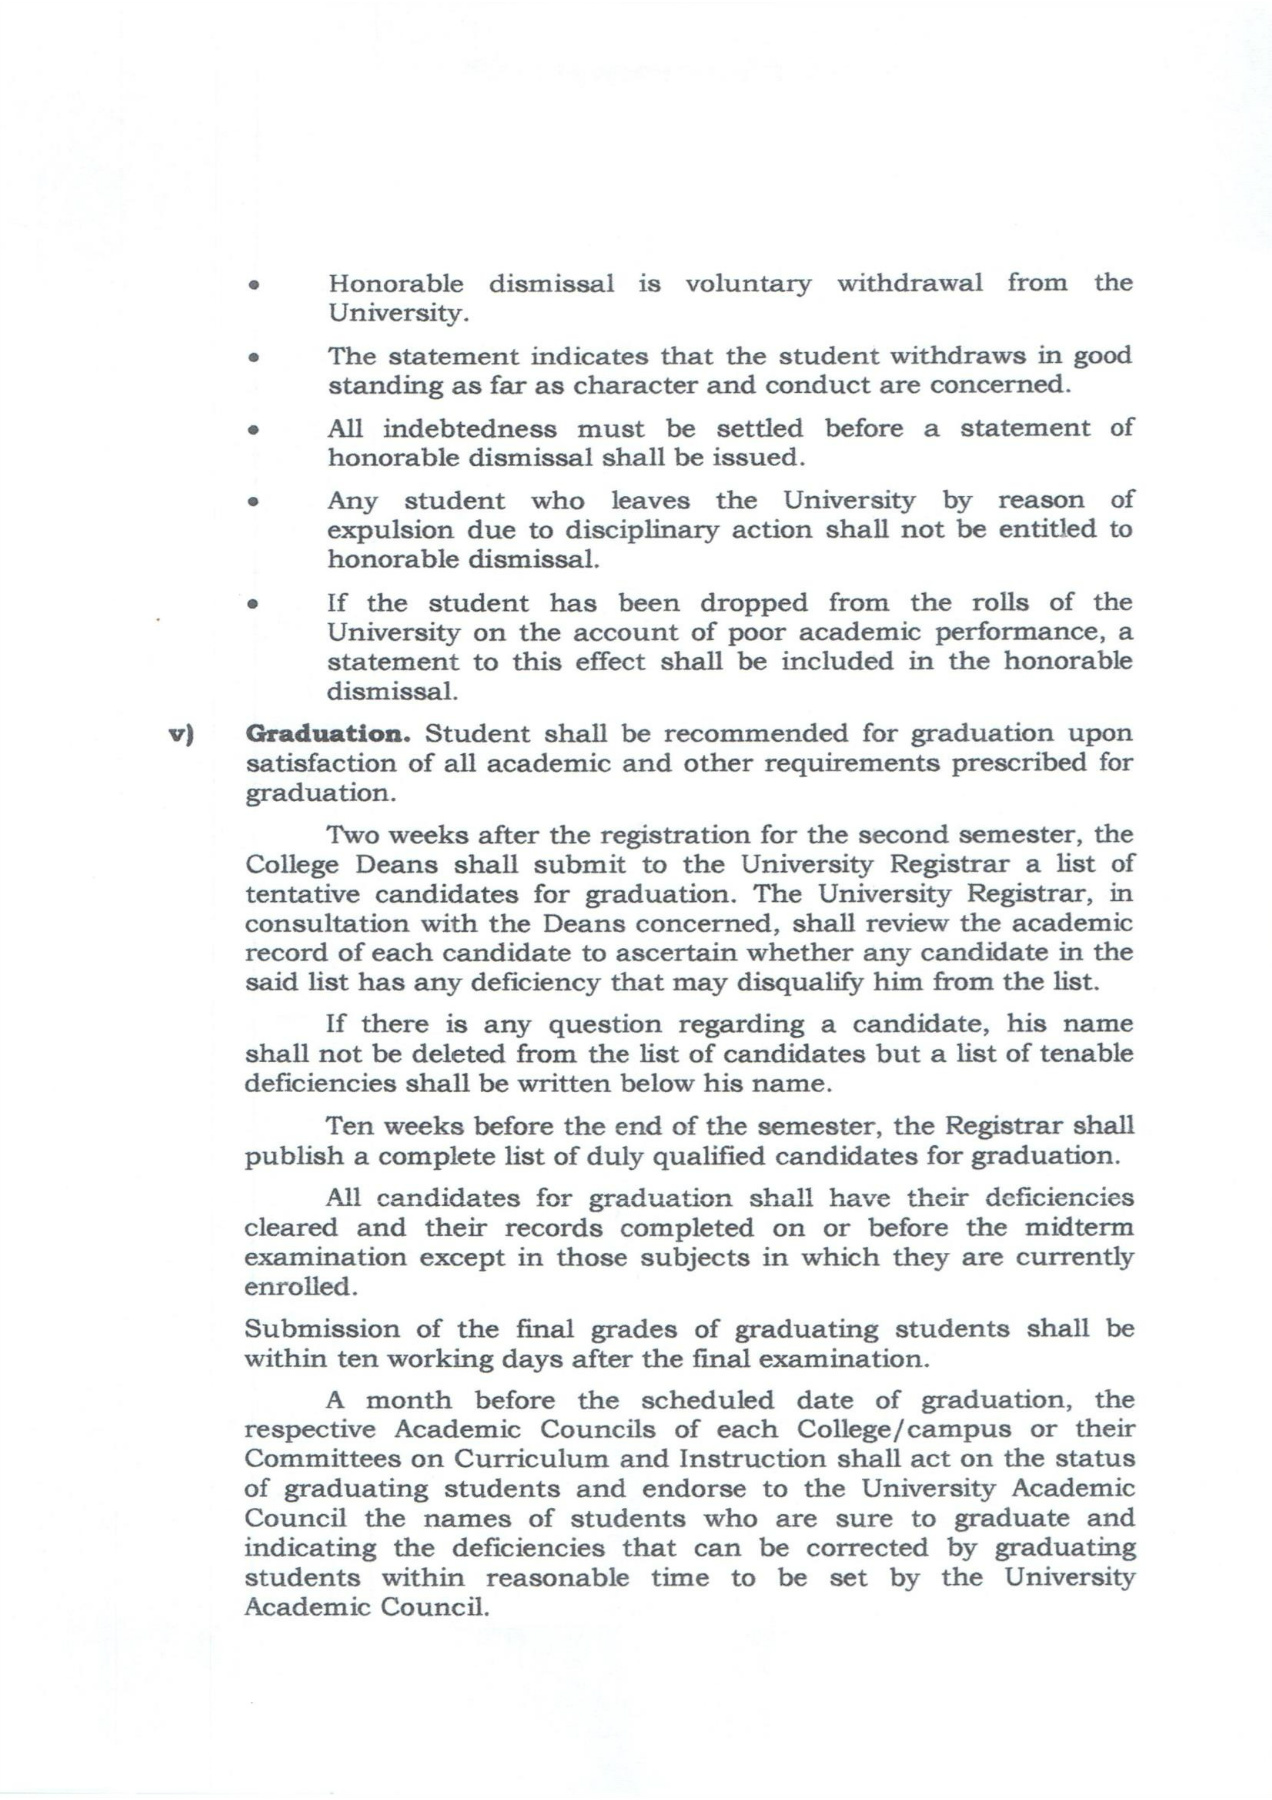 • Honorable dismissal is voluntary withdrawal from the
University.
• The statement indicates that the student withdraws in good
standing as far as character and conduct are concerned.
• All indebtedness must be settled before a statement of
honorable dismissal shall be issued.
• Any student who leaves the University by reason of
expulsion due to disciplinary action shall not be entitled to
honorable dismissal.
• If the student has been dropped from the rolls of the
University on the account of poor academic performance, a
statement to this effect shall be included in the honorable
dismissal.
v) Graduation. Student shall be recommended for graduation upon
satisfaction of all academic and other requirements prescribed for
graduation.
Two weeks after the registration for the second semester, the
College Deans shall submit to the University Registrar a list of
tentative candidates for graduation. The University Registrar, in
consultation with the Deans concerned, shall review the academic
record of each candidate to ascertain whether any candidate in the
said list has any deficiency that may disqualify him from the list.
If there is any question regarding a candidate, his name
shall not be deleted from the list of candidates but a list of tenable
deficiencies shall be written below his name.
Ten weeks before the end of the semester, the Registrar shall
publish a complete list of duly qualified candidates for graduation.
All candidates for graduation shall have their deficiencies
cleared and their records completed on or before the midterm
examination except in those subjects in which they are currently
enrolled.
Submission of the final grades of graduating students shall be
within ten working days after the final examination.
A month before the scheduled date of graduation, the
respective Academic Councils of each College/campus or their
Committees on Curriculum and Instruction shall act on the status
of graduating students and endorse to the University Academic
Council the names of students who are sure to graduate and
indicating the deficiencies that can be corrected by graduating
students within reasonable time to be set by the University
Academic Council.